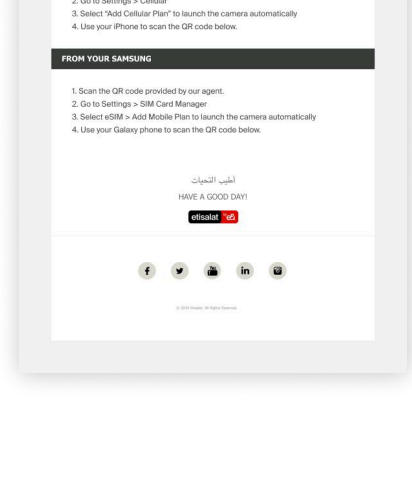 2. Go to Settings > Cellular
3. Select "Add Cellular Plan" to launch the camera automatically
4. Use your iPhone to scan the QR code below.
FROM YOUR SAMSUNG
1. Scan the QR code provided by our agent.
2. Go to Settings > SIM Card Manager
3. Select eSIM > Add Mobile Plan to launch the camera automatically
4. Use your Galaxy phone to scan the QR code below.
أطيب التحيات
HAVE A GOOD DAY!
etisalat e&